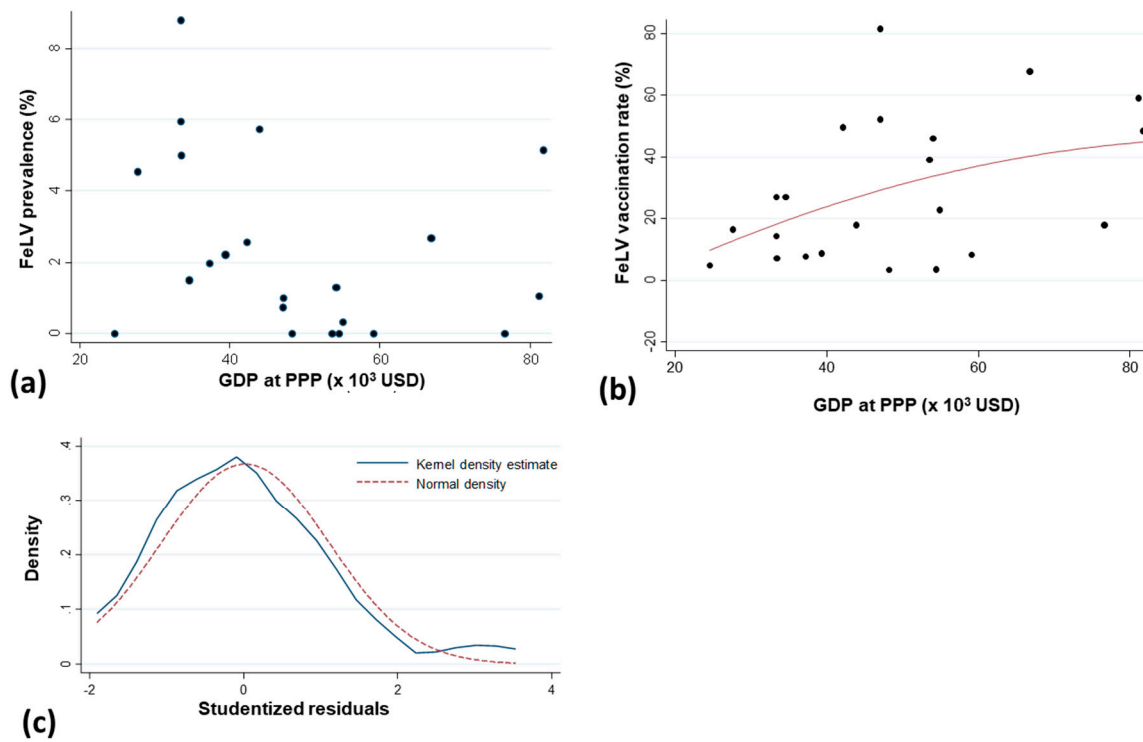 FeLV prevalence (%)
8
6
4
2
0
20 40 60 80
GDP at PPP (x 10³ USD)
(a)
FeLV vaccination rate (%)
80
60
40
20
0
-20
20 40 60 80
GDP at PPP (x 10³ USD)
(b)
Density
.4
.3
.2
.1
0
Kernel density estimate
Normal density
-2 0 2 4
Studentized residuals
(c)